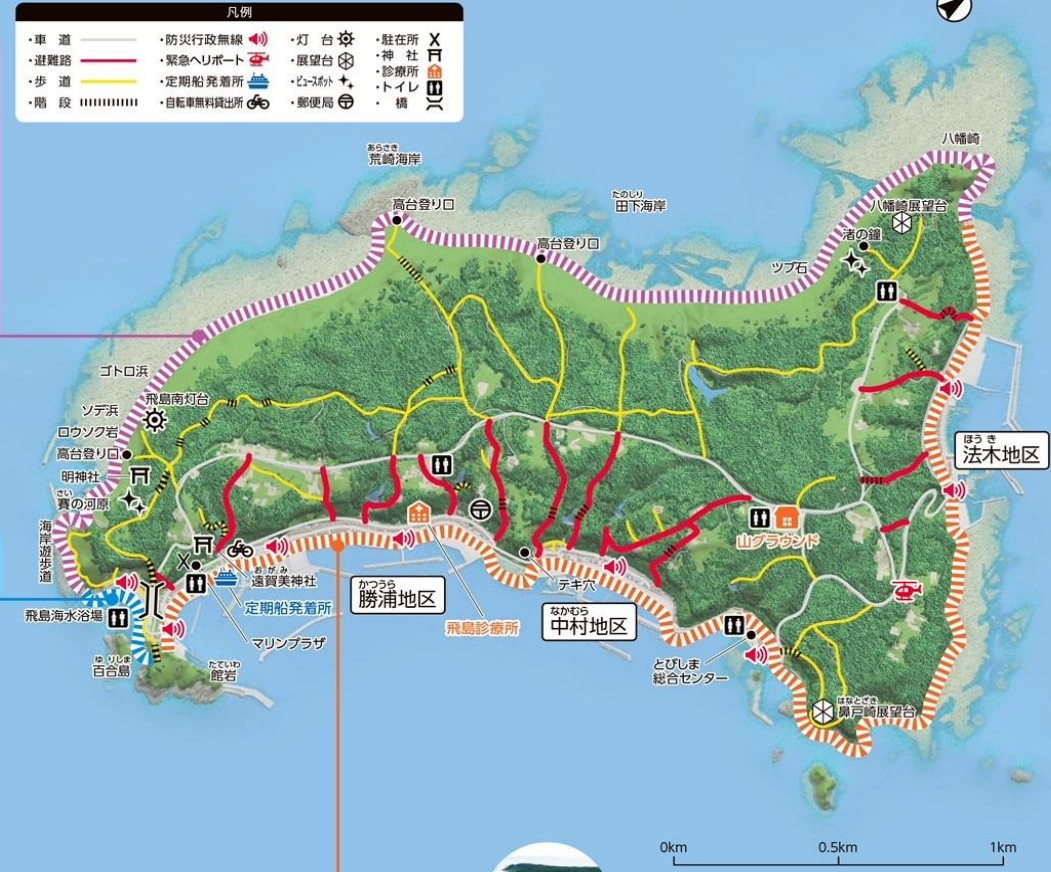 凡例
・車 道
・避難路
・歩 道
・階 段
・防災行政無線
・緊急ヘリポート
・定期船発着所
・自転車無料貸出所
・灯 台
・展望台
・ビュースポット
・郵便局
・駐在所
・神 社
・診療所
・トイレ
・ 橋
八幡崎
あらさき
荒崎海岸
高台登り口
たのしり
田下海岸
八幡崎展望台
渚の鐘
高台登り口
ツブ石
ゴトロ浜
飛島南灯台
ソデ浜
ロウソク岩
高台登り口
明神社
さい
賽の河原
海岸遊歩道
ほう き
法木地区
山グラウンド
おがみ
遠賀美神社
定期船発着所
かつうら
勝浦地区
テキ穴
飛島海水浴場
マリンプラザ
飛島診療所
なかむら
中村地区
ゆりしま
百合島
たていわ
館岩
とびしま
総合センター
はなとざき
鼻戸崎展望台
0km
0.5km
1km